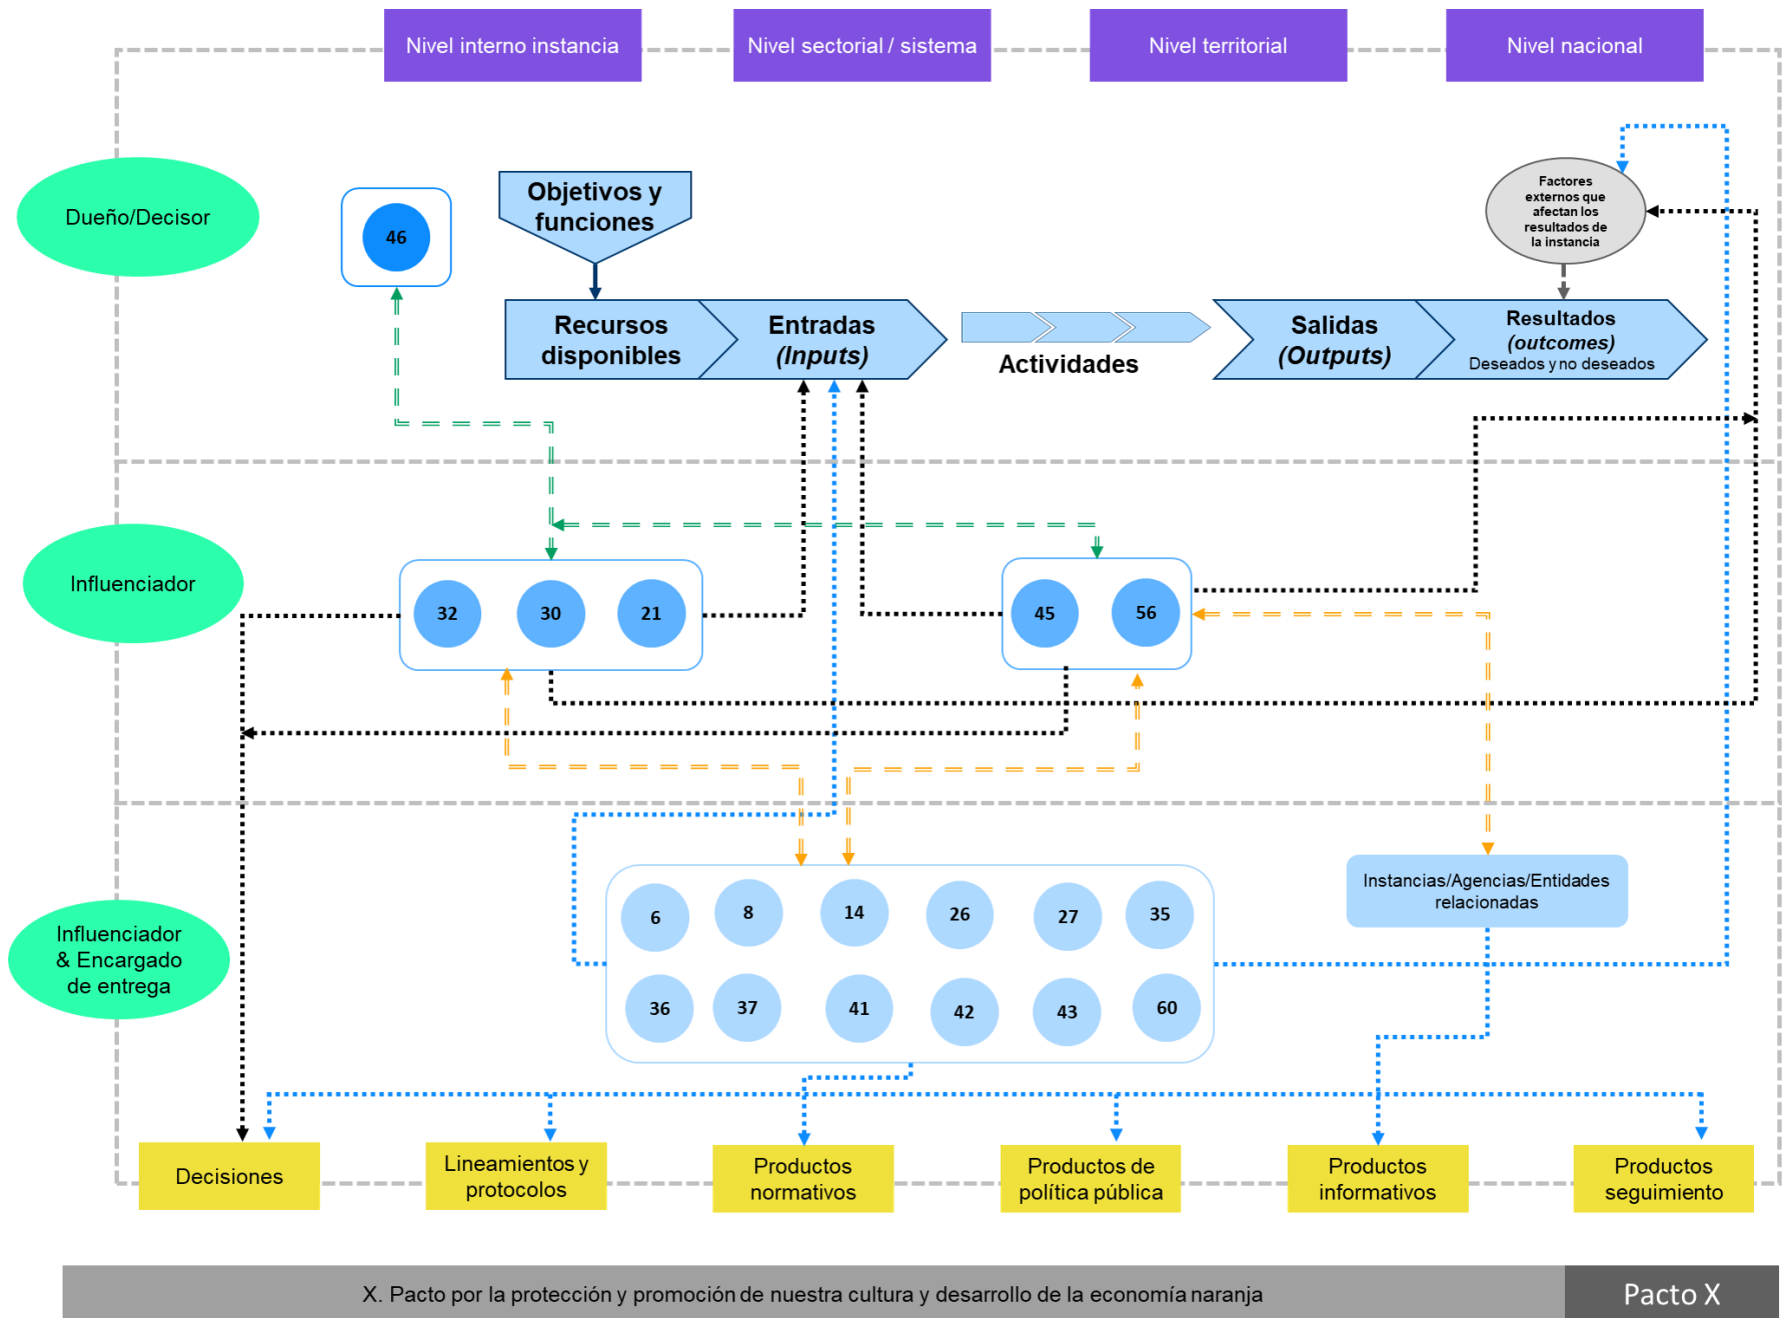 Nivel interno instancia
Nivel sectorial / sistema
Nivel territorial
Nivel nacional
Dueño/Decisor
46
Objetivos y
funciones
Factores
externos que
afectan los
resultados de
la instancia
Recursos
disponibles
Entradas
(Inputs)
Actividades
Salidas
(Outputs)
Resultados
(outcomes)
Deseados y no deseados
Influenciador
32
30
21
45
56
Influenciador
& Encargado
de entrega
6
8
14
26
27
35
36
37
41
42
43
60
Instancias/Agencias/Entidades
relacionadas
Decisiones
Lineamientos y
protocolos
Productos
normativos
Productos de
política pública
Productos
informativos
Productos
seguimiento
X. Pacto por la protección y promoción de nuestra cultura y desarrollo de la economía naranja
Pacto X